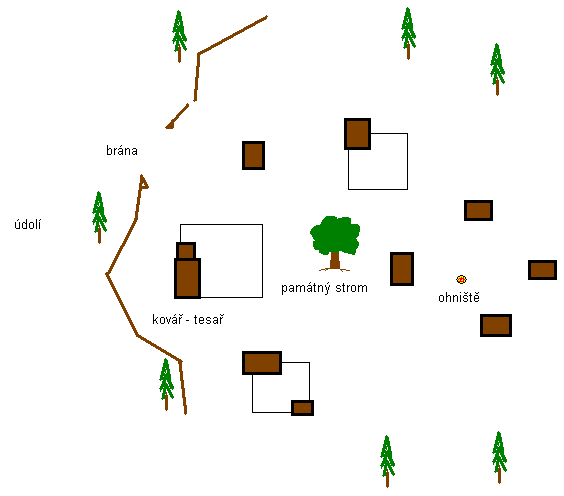 brána
údolí
památný strom
ohniště
kovář - tesař